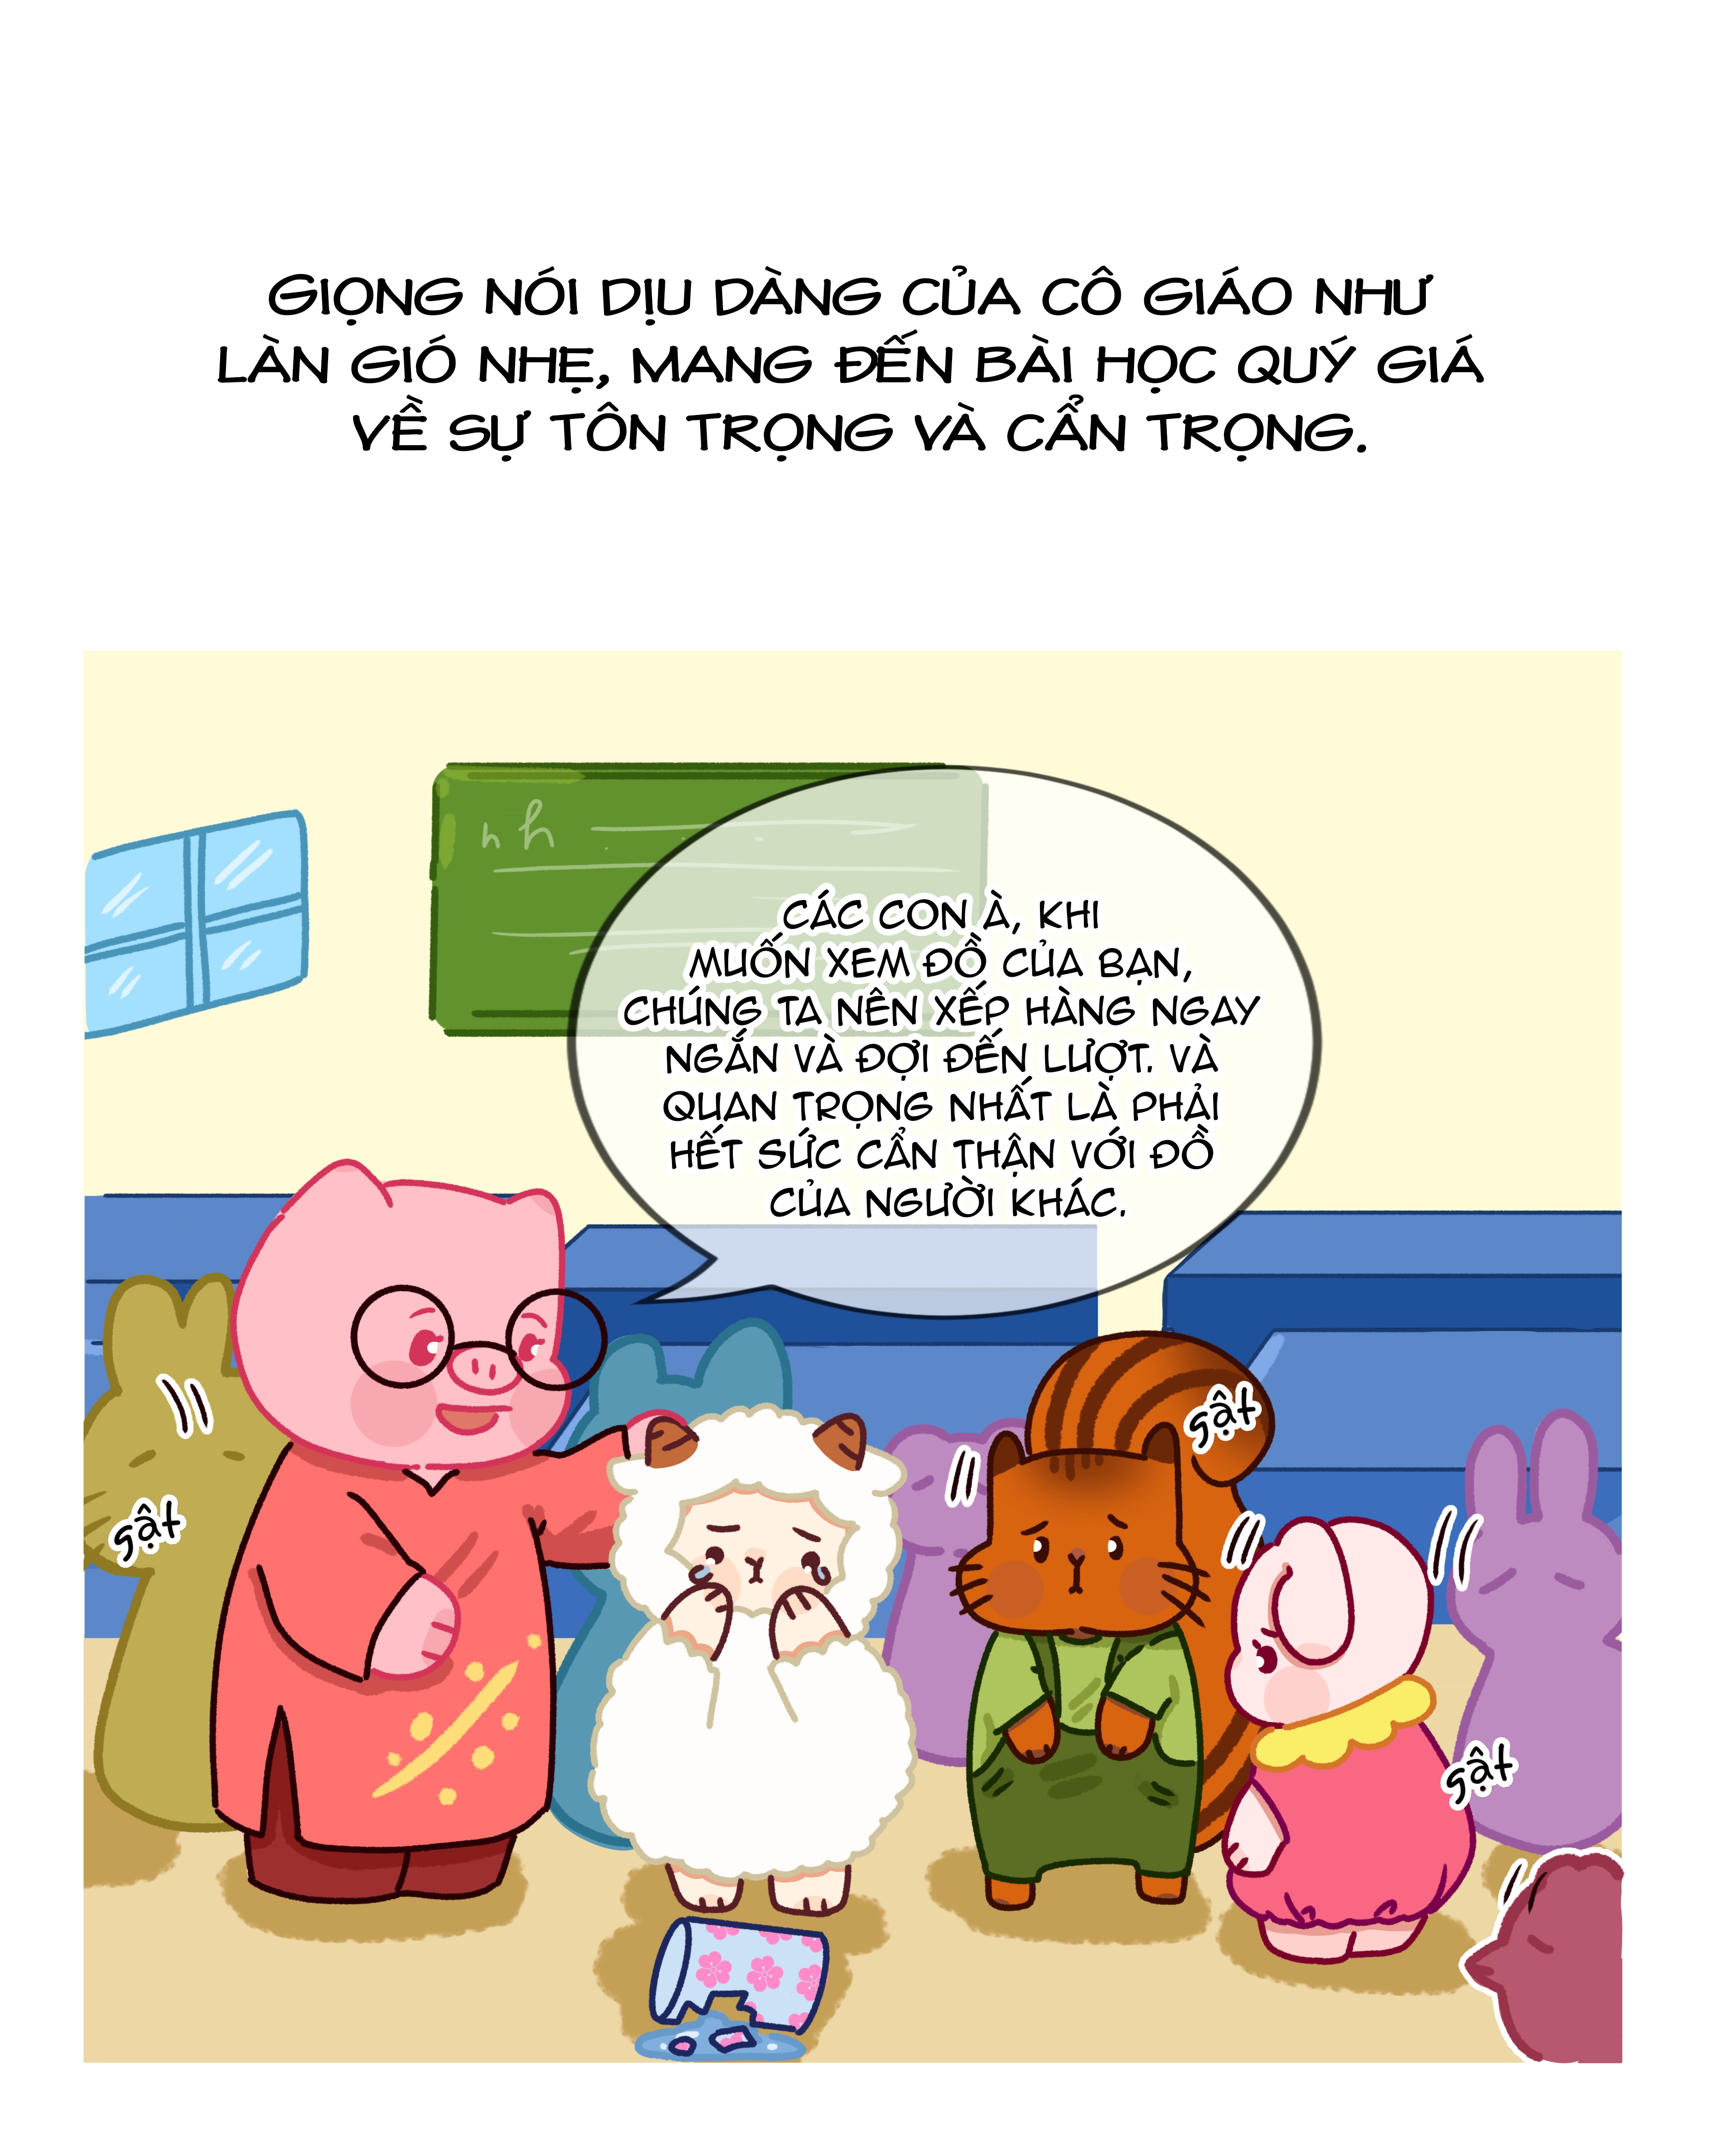 GIỌNG NÓI DỊU DÀNG CỦA CÔ GIÁO NHƯ
LÀN GIÓ NHẸ, MANG ĐẾN BÀI HỌC QUÝ GIÁ
VỀ SỰ TÔN TRỌNG VÀ CẨN TRỌNG.
n h
CÁC CON À, KHI
MUỐN XEM ĐỒ CỦA BẠN,
CHÚNG TA NÊN XẾP HÀNG NGAY
NGẮN VÀ ĐỢI ĐẾN LƯỢT. VÀ
QUAN TRỌNG NHẤT LÀ PHẢI
HẾT SỨC CẨN THẬN VỚI ĐỒ
CỦA NGƯỜI KHÁC.
gật
gật
gật